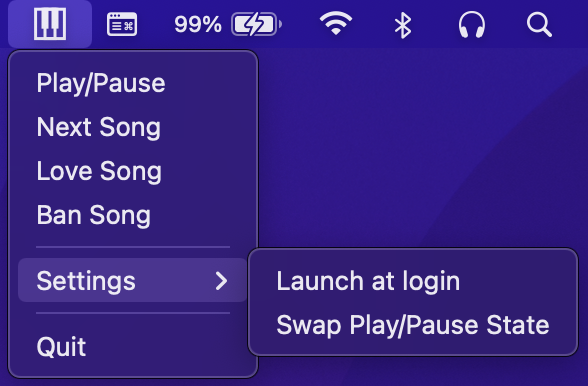 99%
Play/Pause
Next Song
Love Song
Ban Song
Settings
Launch at login
Swap Play/Pause State
Quit